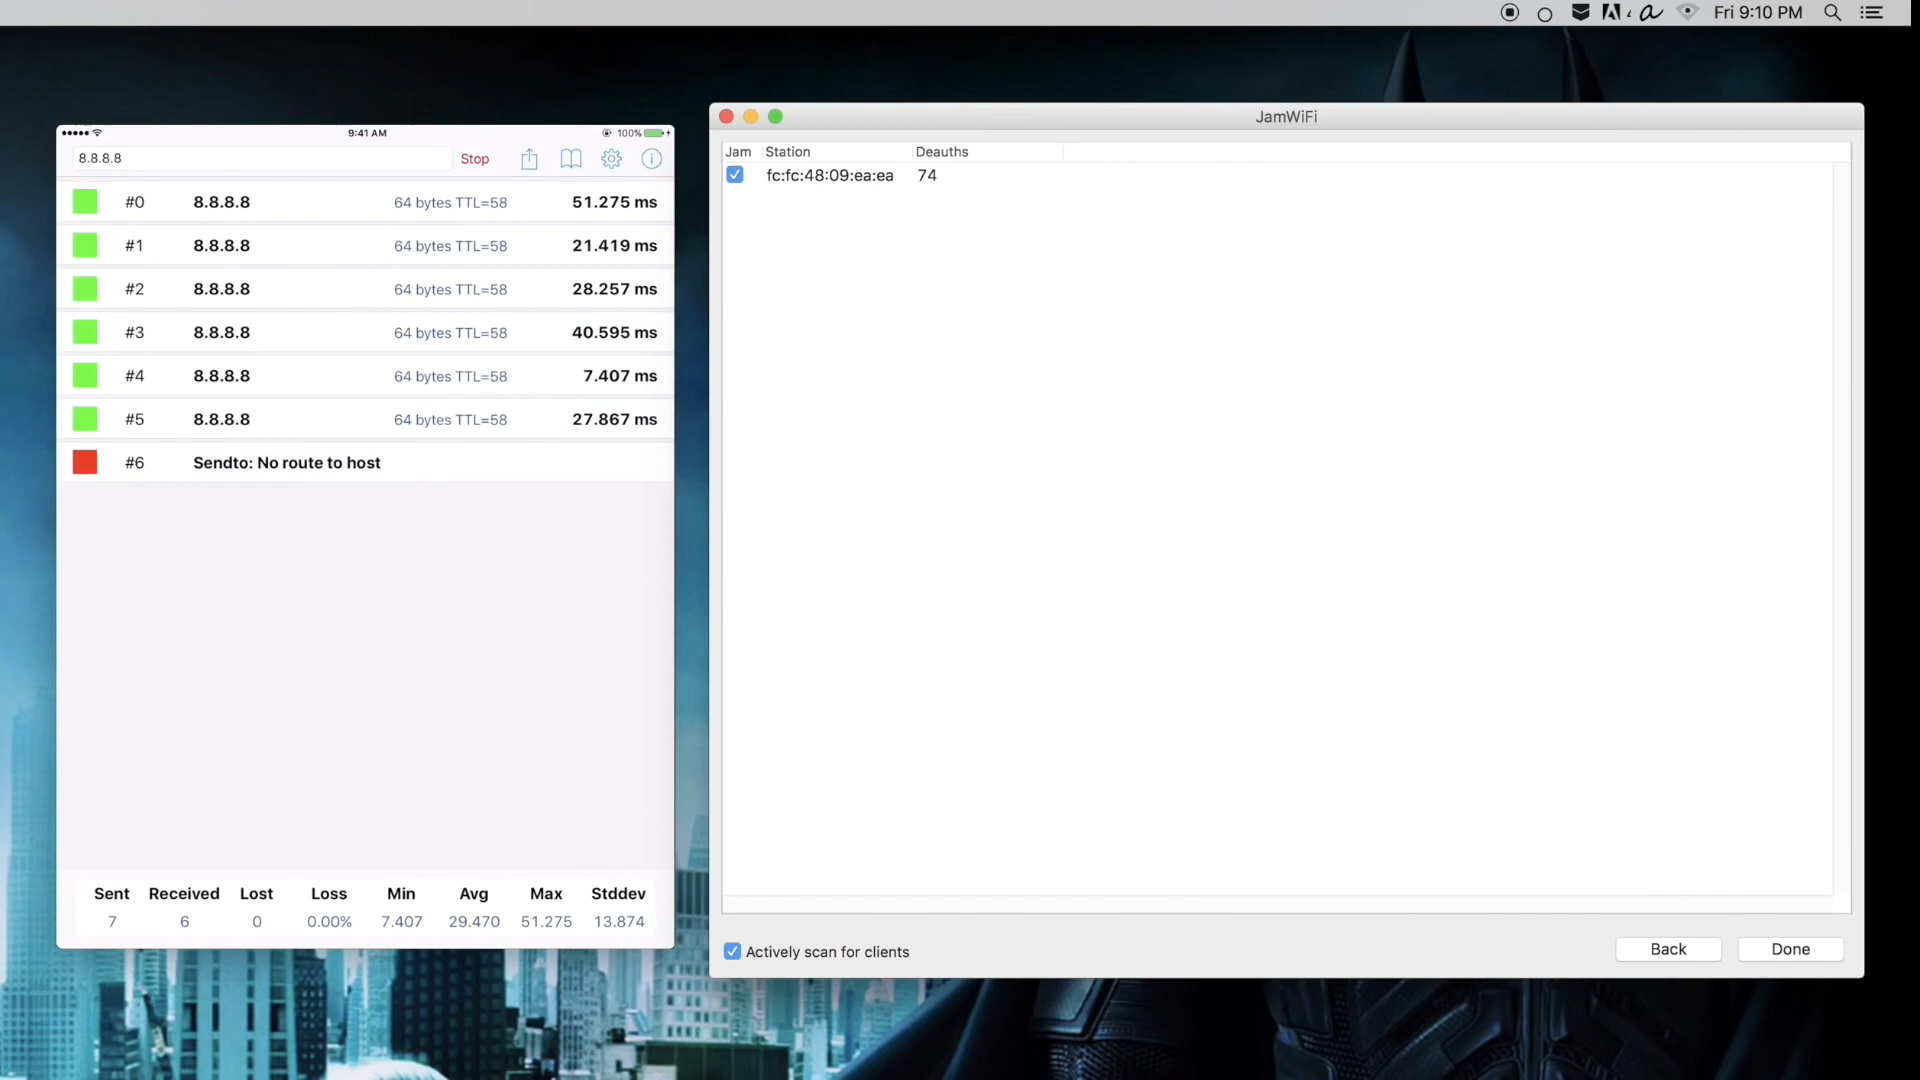 Fri 9:10 PM
9:41 AM
100%
8.8.8.8
Stop
#0 8.8.8.8 64 bytes TTL=58 51.275 ms
#1 8.8.8.8 64 bytes TTL=58 21.419 ms
#2 8.8.8.8 64 bytes TTL=58 28.257 ms
#3 8.8.8.8 64 bytes TTL=58 40.595 ms
#4 8.8.8.8 64 bytes TTL=58 7.407 ms
#5 8.8.8.8 64 bytes TTL=58 27.867 ms
#6 Sendto: No route to host
Sent Received Lost Loss Min Avg Max Stddev
7 6 0 0.00% 7.407 29.470 51.275 13.874
JamWiFi
Jam Station Deauths
fc:fc:48:09:ea:ea 74
Actively scan for clients
Back
Done